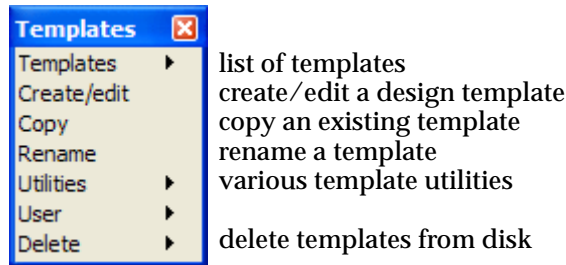 Templates
Templates list of templates
Create/edit create/edit a design template
Copy copy an existing template
Rename rename a template
Utilities various template utilities
User
Delete delete templates from disk